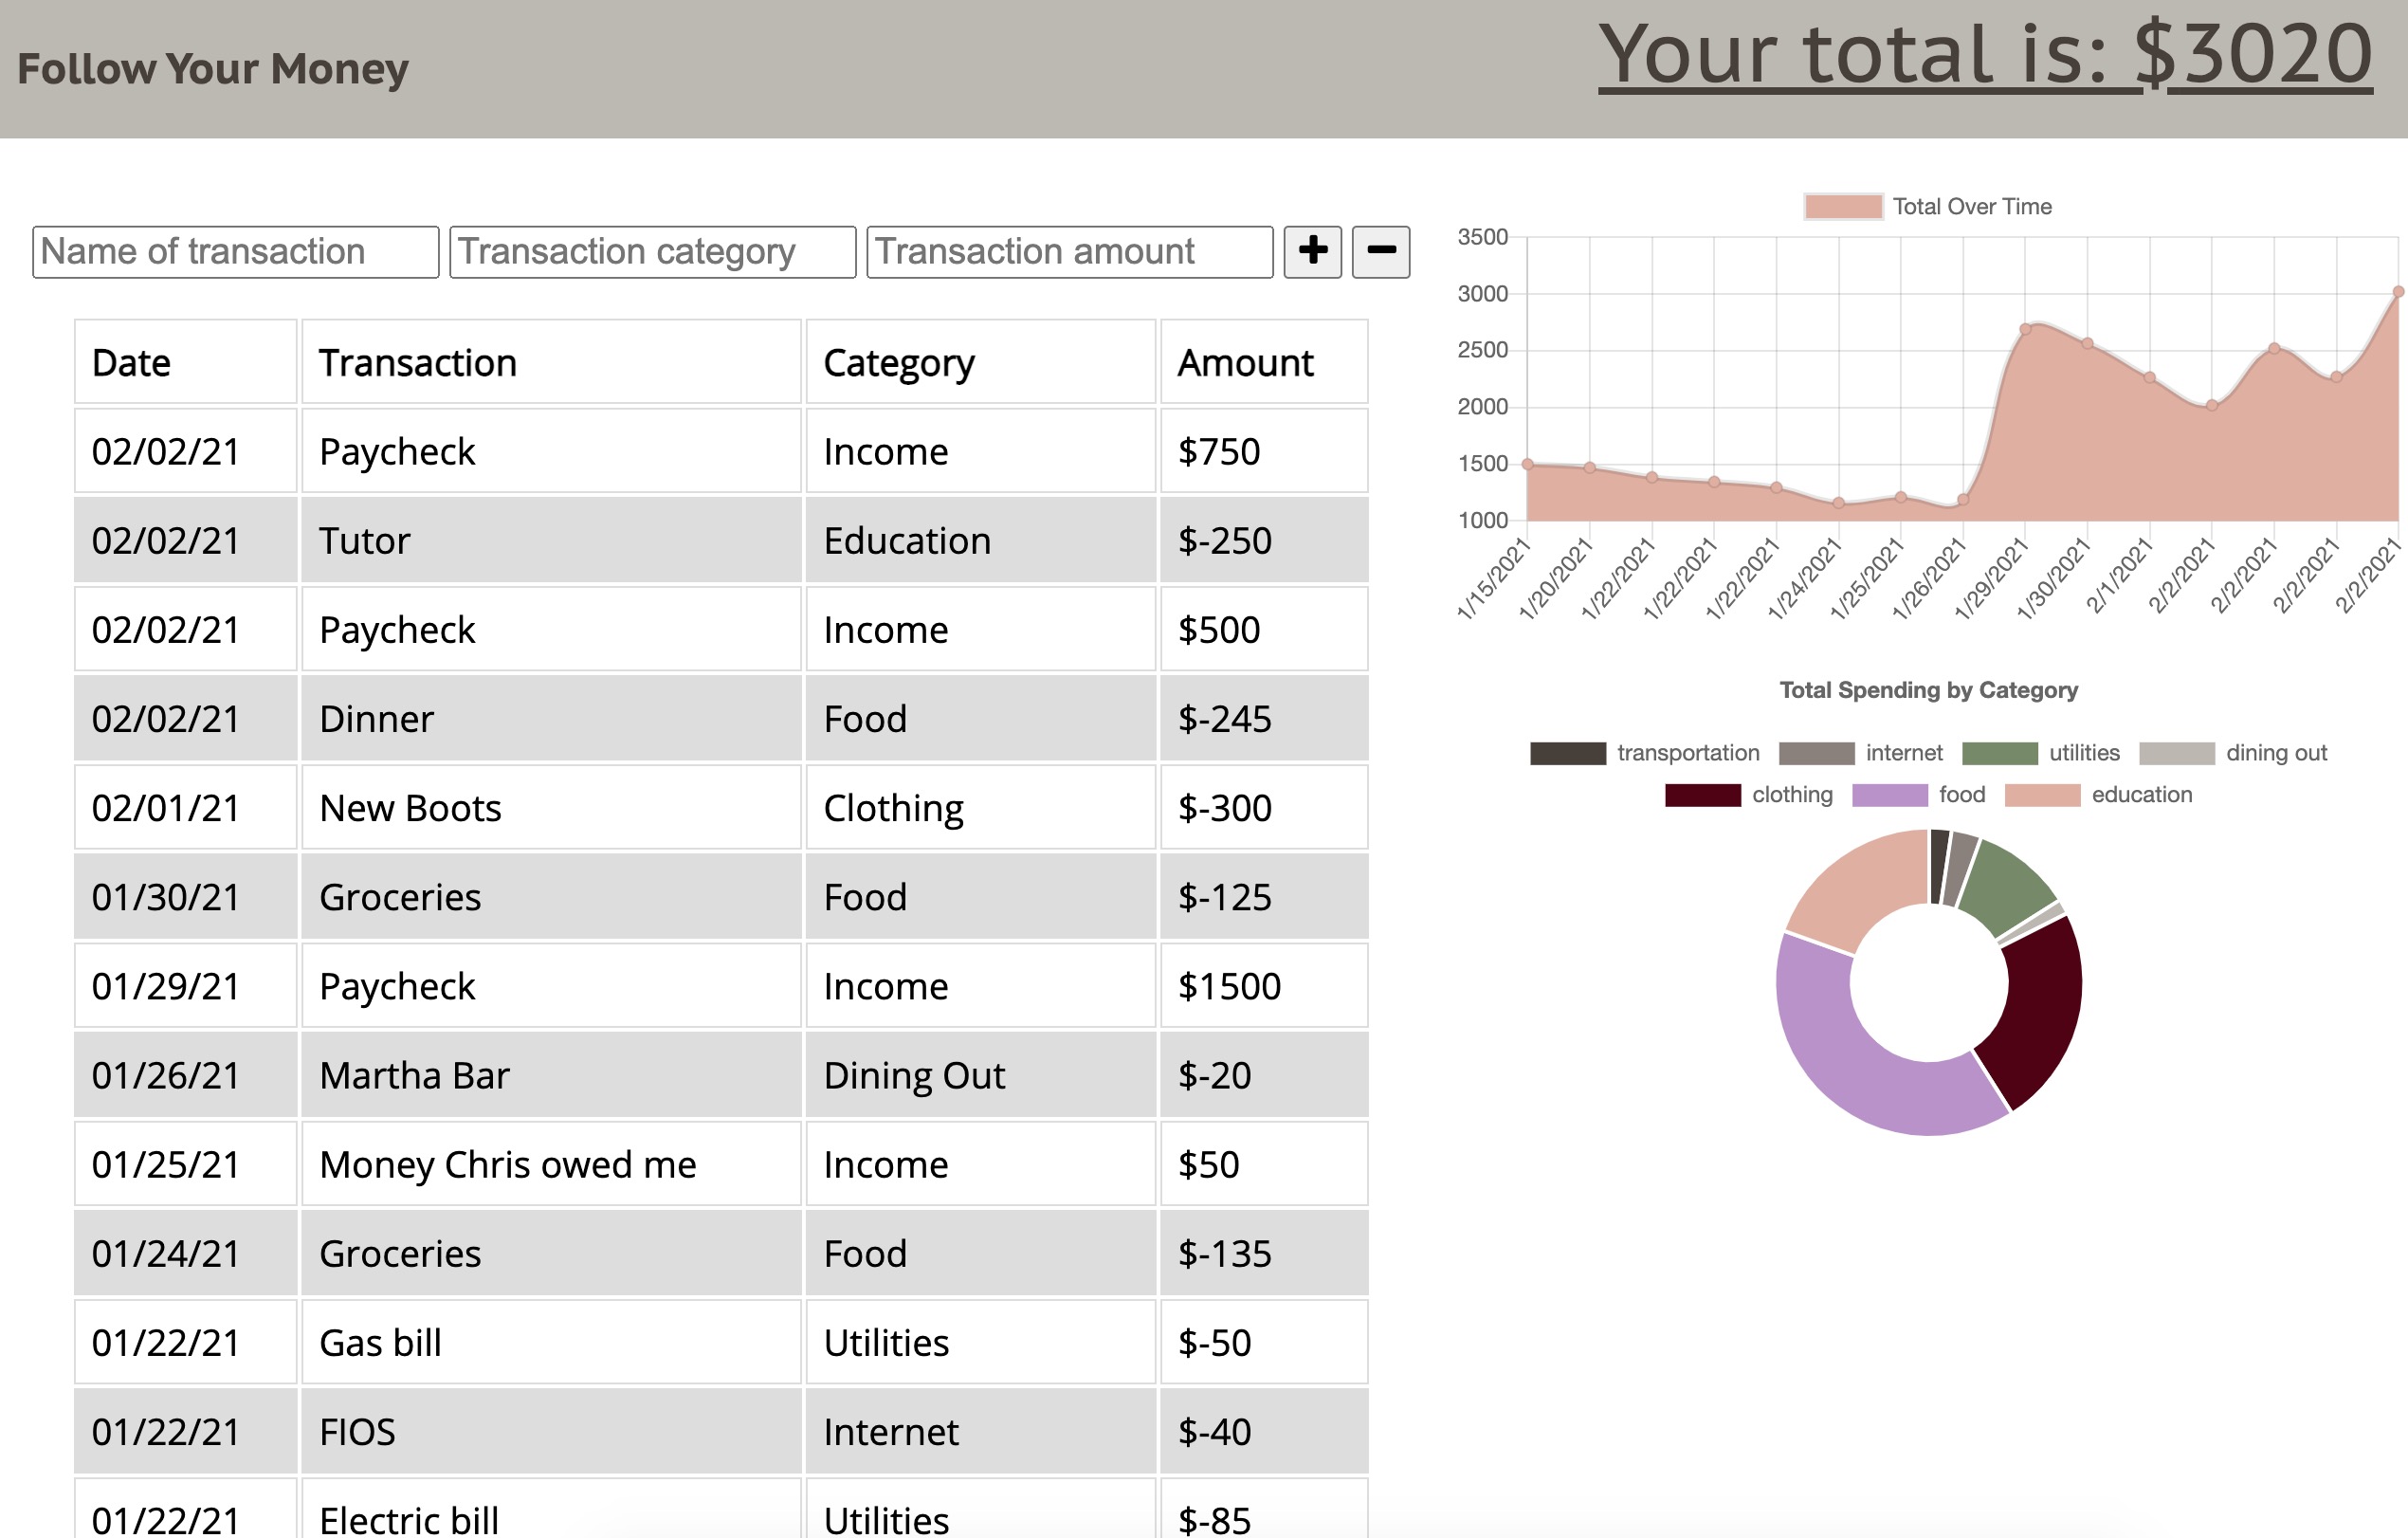 Follow Your Money
Your total is: $3020
Name of transaction Transaction category Transaction amount + −
Date Transaction Category Amount
02/02/21 Paycheck Income $750
02/02/21 Tutor Education $-250
02/02/21 Paycheck Income $500
02/02/21 Dinner Food $-245
02/01/21 New Boots Clothing $-300
01/30/21 Groceries Food $-125
01/29/21 Paycheck Income $1500
01/26/21 Martha Bar Dining Out $-20
01/25/21 Money Chris owed me Income $50
01/24/21 Groceries Food $-135
01/22/21 Gas bill Utilities $-50
01/22/21 FIOS Internet $-40
01/22/21 Electric bill Utilities $-85
Total Over Time
3500
3000
2500
2000
1500
1000
1/15/2021 1/20/2021 1/22/2021 1/22/2021 1/22/2021 1/24/2021 1/25/2021 1/26/2021 1/29/2021 1/30/2021 2/1/2021 2/2/2021 2/2/2021 2/2/2021 2/2/2021
Total Spending by Category
transportation internet utilities dining out
clothing food education